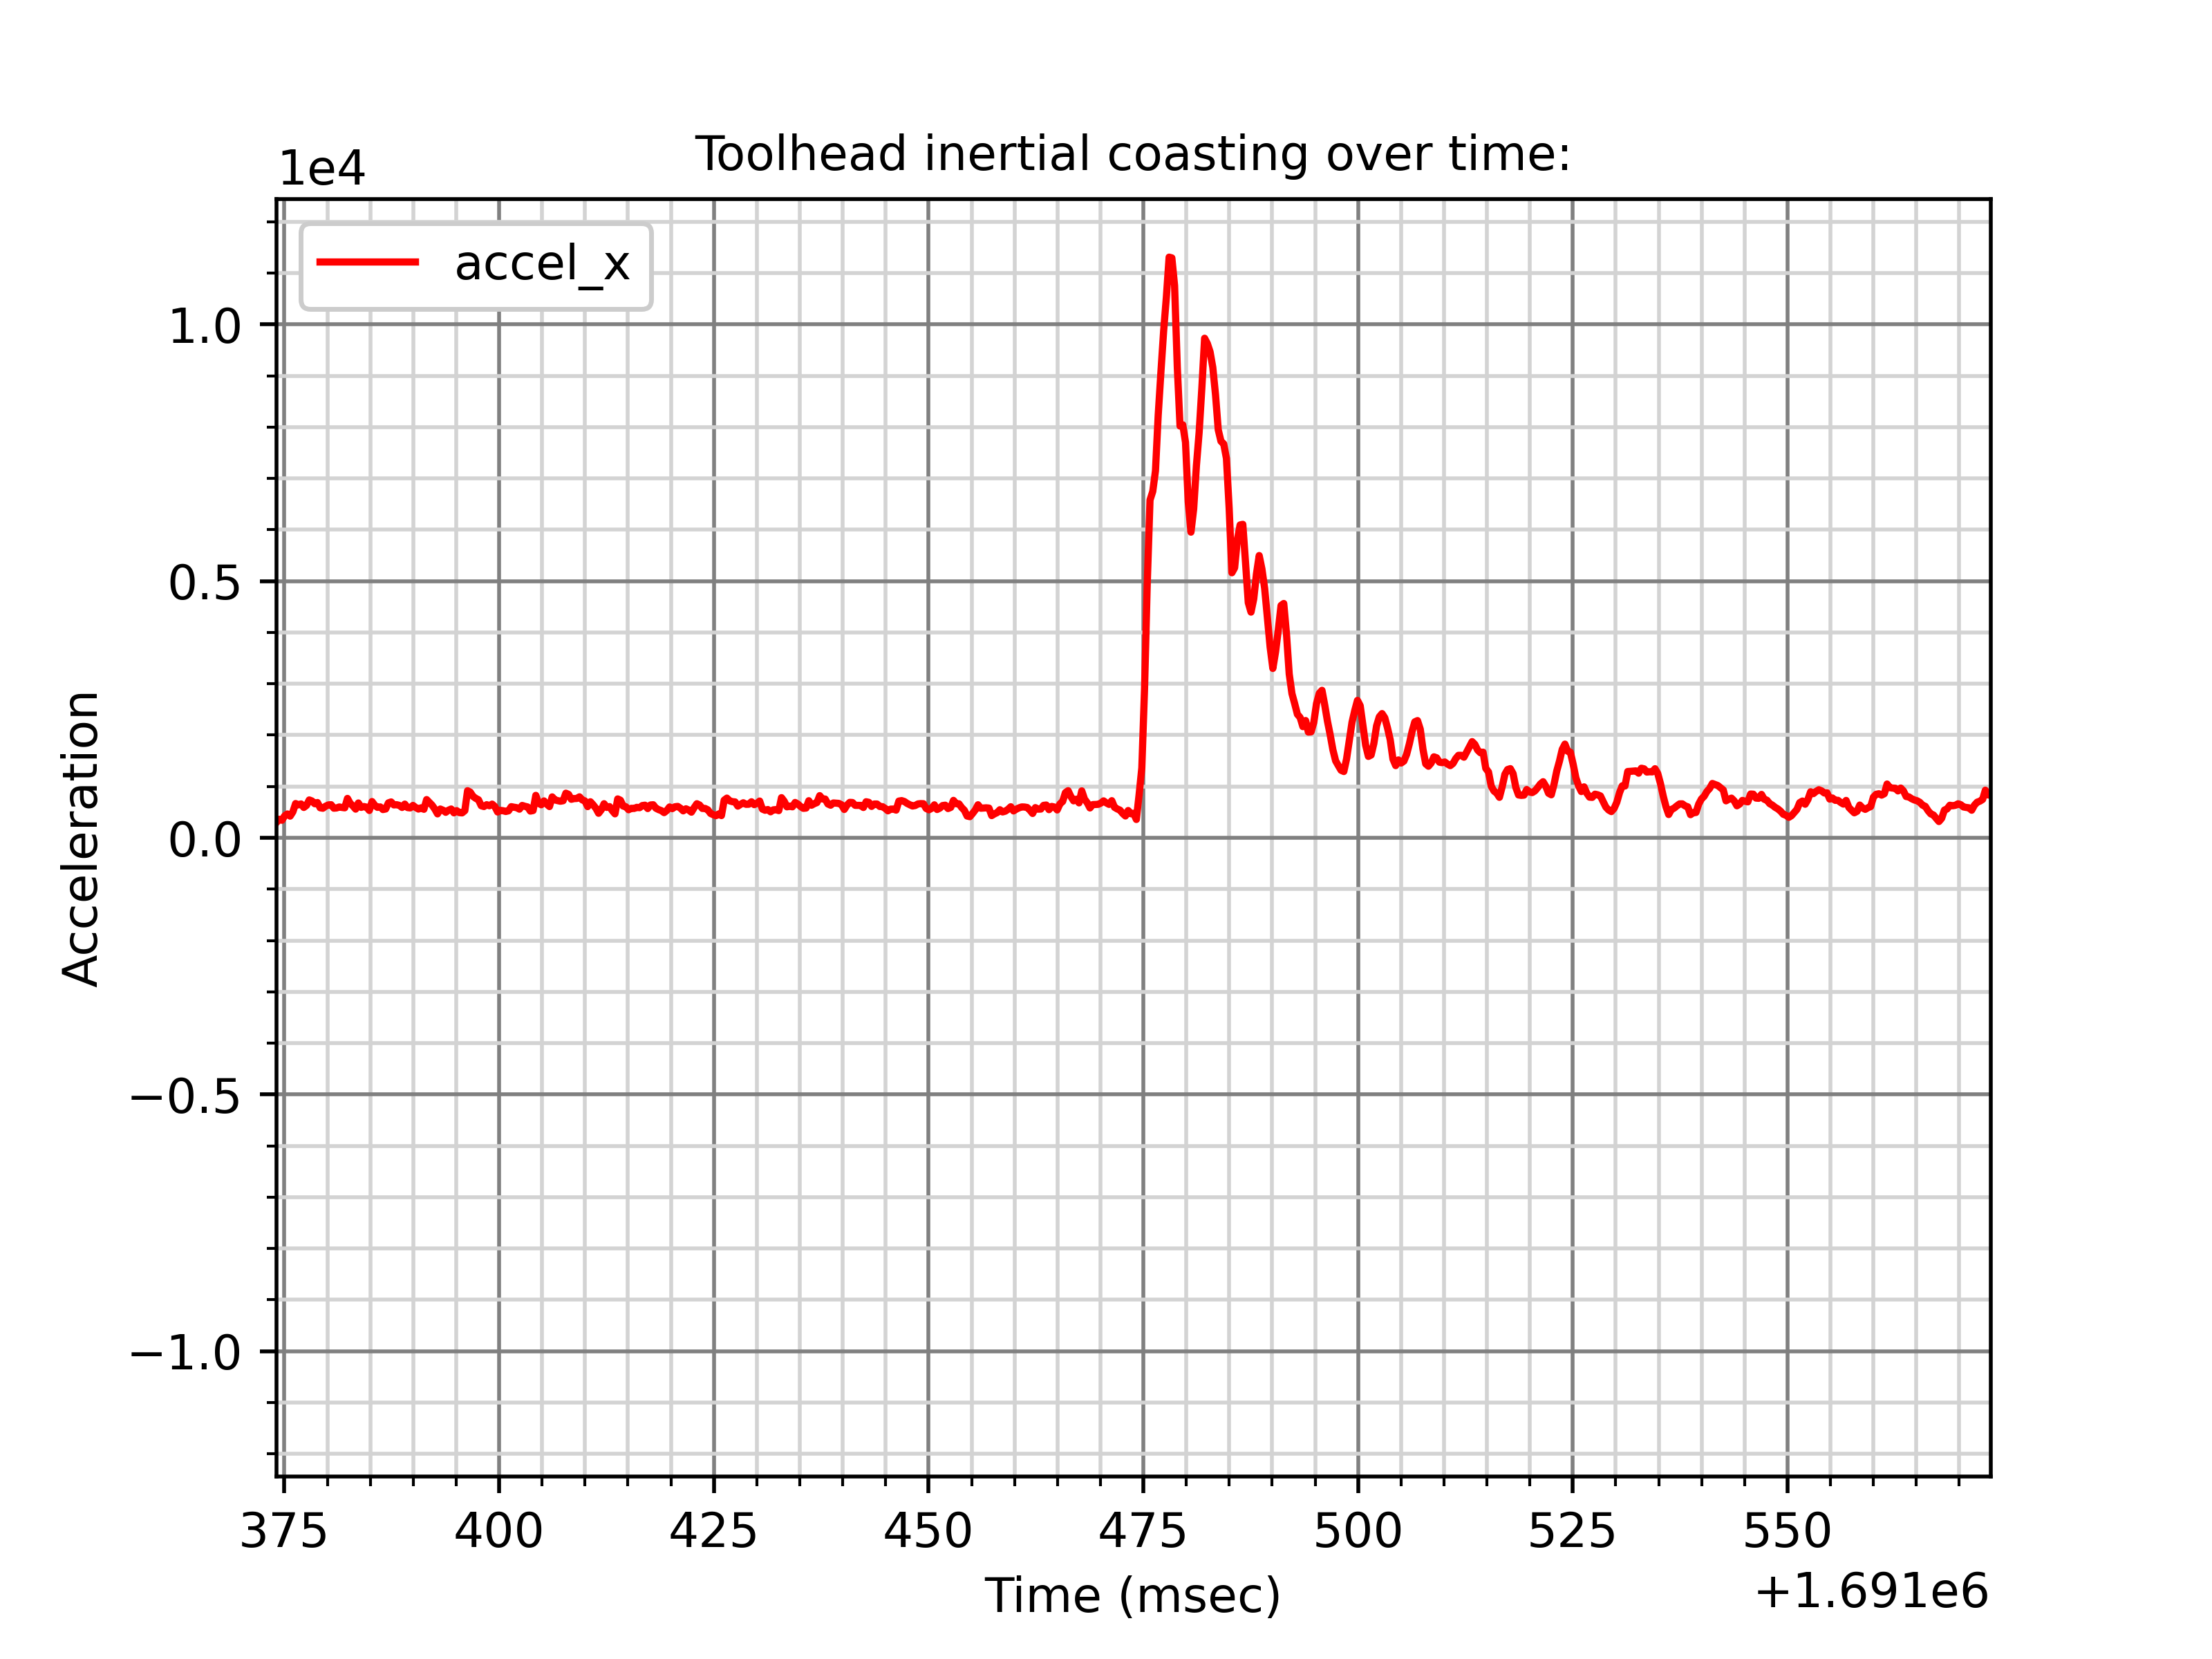 Toolhead inertial coasting over time:
1e4
accel_x
1.0
0.5
0.0
−0.5
−1.0
Acceleration
375 400 425 450 475 500 525 550
Time (msec)
+1.691e6